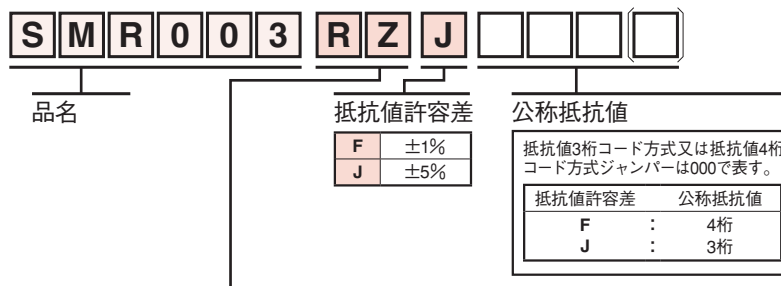 SMR003RZJ
品名
抵抗値許容差
F ±1%
J ±5%
公称抵抗値
抵抗値3桁コード方式又は抵抗値4桁
コード方式ジャンパーは000で表す。
抵抗値許容差 公称抵抗値
F : 4桁
J : 3桁